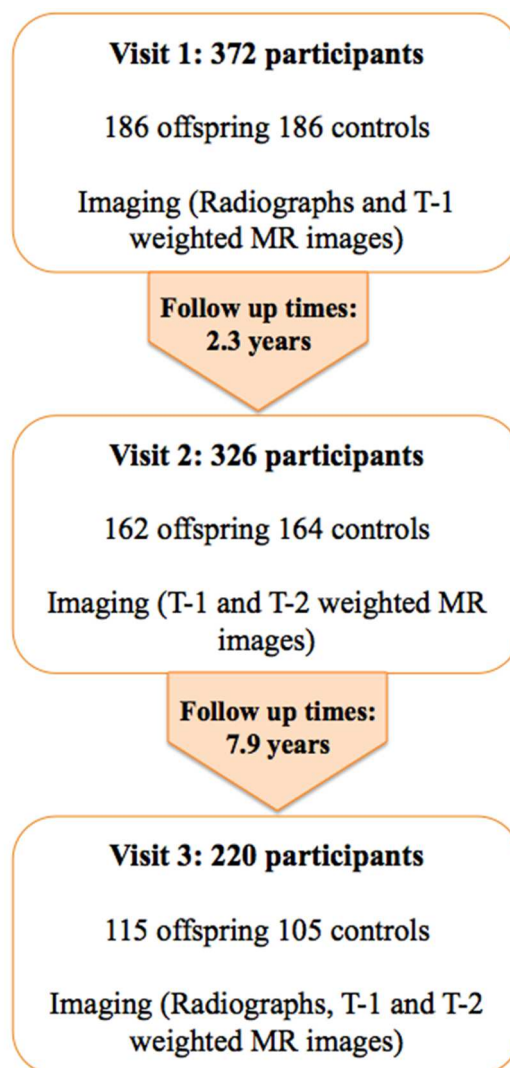 Visit 1: 372 participants
186 offspring 186 controls
Imaging (Radiographs and T-1
weighted MR images)
Follow up times:
2.3 years
Visit 2: 326 participants
162 offspring 164 controls
Imaging (T-1 and T-2 weighted MR
images)
Follow up times:
7.9 years
Visit 3: 220 participants
115 offspring 105 controls
Imaging (Radiographs, T-1 and T-2
weighted MR images)